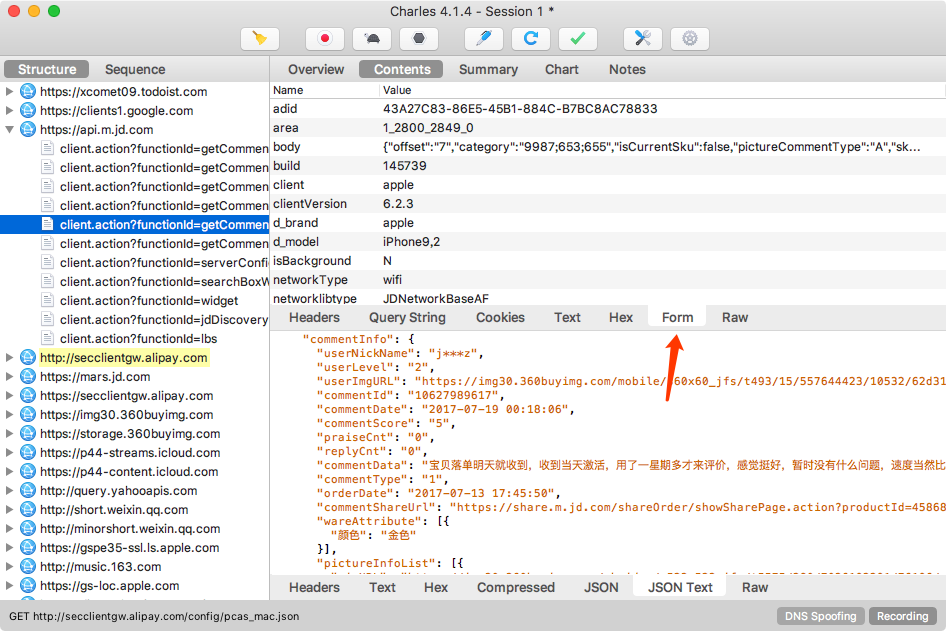 Charles 4.1.4 - Session 1 *
Structure Sequence
https://xcomet09.todoist.com
https://clients1.google.com
https://api.m.jd.com
client.action?functionId=getCommen
client.action?functionId=getCommen
client.action?functionId=getCommen
client.action?functionId=getCommen
client.action?functionId=getCommen
client.action?functionId=getCommen
client.action?functionId=serverConfi
client.action?functionId=searchBoxW
client.action?functionId=widget
client.action?functionId=jdDiscovery
client.action?functionId=lbs
http://secclientgw.alipay.com
https://mars.jd.com
https://secclientgw.alipay.com
https://img30.360buyimg.com
https://storage.360buyimg.com
https://p44-streams.icloud.com
https://p44-content.icloud.com
http://query.yahooapis.com
http://short.weixin.qq.com
http://minorshort.weixin.qq.com
https://gspe35-ssl.ls.apple.com
http://music.163.com
https://gs-loc.apple.com
Overview Contents Summary Chart Notes
Name Value
adid 43A27C83-86E5-45B1-884C-B7BC8AC78833
area 1_2800_2849_0
body {"offset":"7","category":"9987;653;655","isCurrentSku":false,"pictureCommentType":"A","sk...
build 145739
client apple
clientVersion 6.2.3
d_brand apple
d_model iPhone9,2
isBackground N
networkType wifi
networklibtype JDNetworkBaseAF
Headers Query String Cookies Text Hex Form Raw
"commentInfo": {
"userNickName": "j***z",
"userLevel": "2",
"userImgURL": "https://img30.360buyimg.com/mobile/s60x60_jfs/t493/15/557644423/10532/62d31
"commentId": "10627989617",
"commentDate": "2017-07-19 00:18:06",
"commentScore": "5",
"praiseCnt": "0",
"replyCnt": "0",
"commentData": "宝贝落单明天就收到，收到当天激活，用了一星期多才来评价，感觉挺好，暂时没有什么问题，速度当然比
"commentType": "1",
"orderDate": "2017-07-13 17:45:50",
"commentShareUrl": "https://share.m.jd.com/shareOrder/showSharePage.action?productId=45868
"wareAttribute": [{
"颜色": "金色"
}],
"pictureInfoList": [{
Headers Text Hex Compressed JSON JSON Text Raw
GET http://secclientgw.alipay.com/config/pcas_mac.json
DNS Spoofing Recording